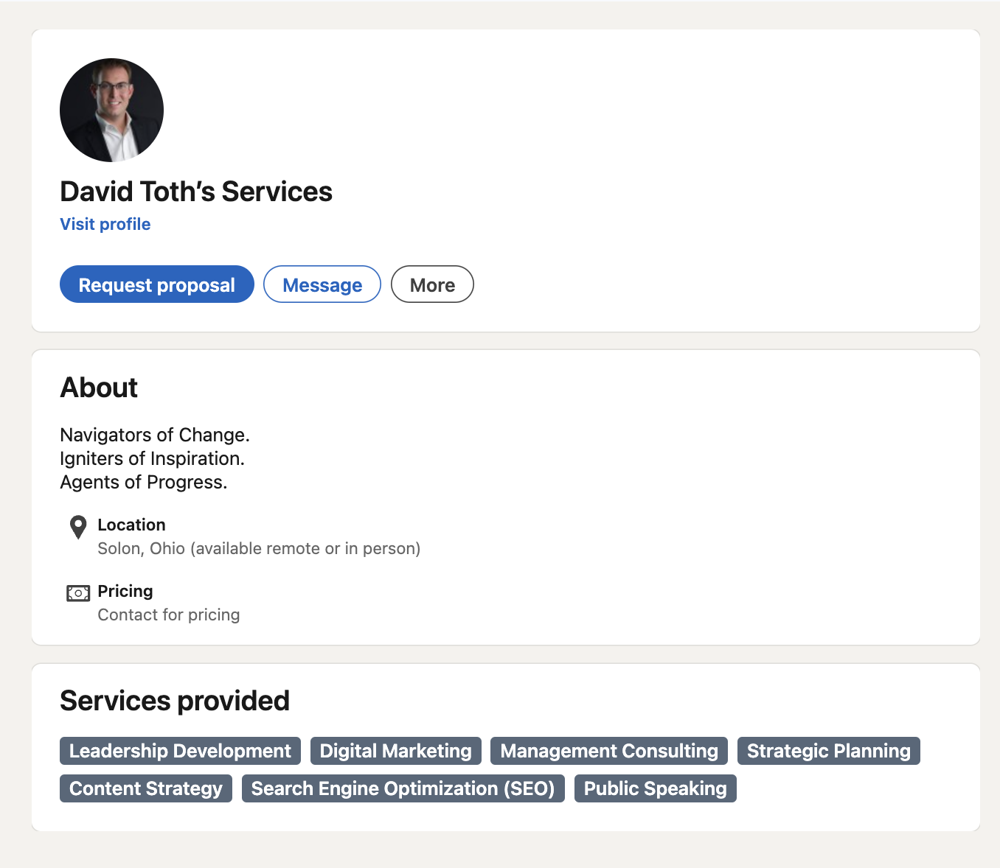 David Toth’s Services
Visit profile
Request proposal Message More
About
Navigators of Change.
Igniters of Inspiration.
Agents of Progress.
Location
Solon, Ohio (available remote or in person)
Pricing
Contact for pricing
Services provided
Leadership Development Digital Marketing Management Consulting Strategic Planning
Content Strategy Search Engine Optimization (SEO) Public Speaking